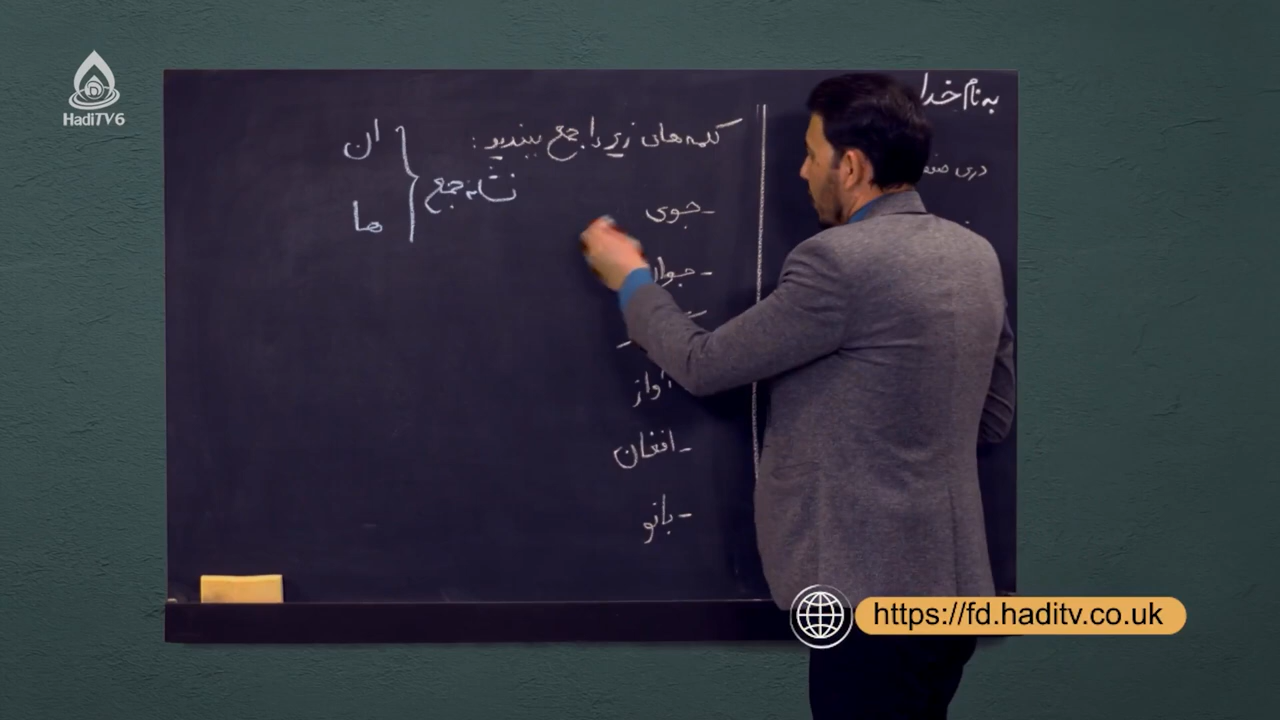 به نام خدا
درس
کلمه های زیر را جمع ببندید :
نشانه جمع
ان
ها
- جوی
-
- آواز
- افغان
- بانو
HadiTV6
https://fd.haditv.co.uk